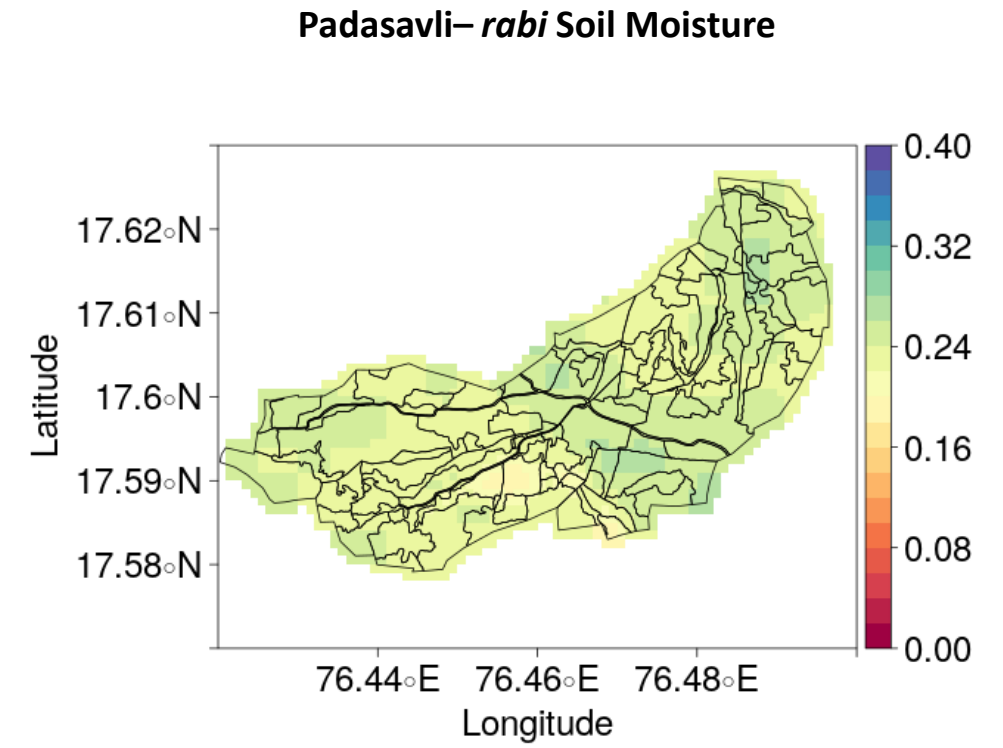 Padasavli– rabi Soil Moisture
0.40
17.62◦N
0.32
17.61◦N
0.24
17.6◦N
0.16
17.59◦N
0.08
17.58◦N
0.00
76.44◦E 76.46◦E 76.48◦E
Longitude
Latitude